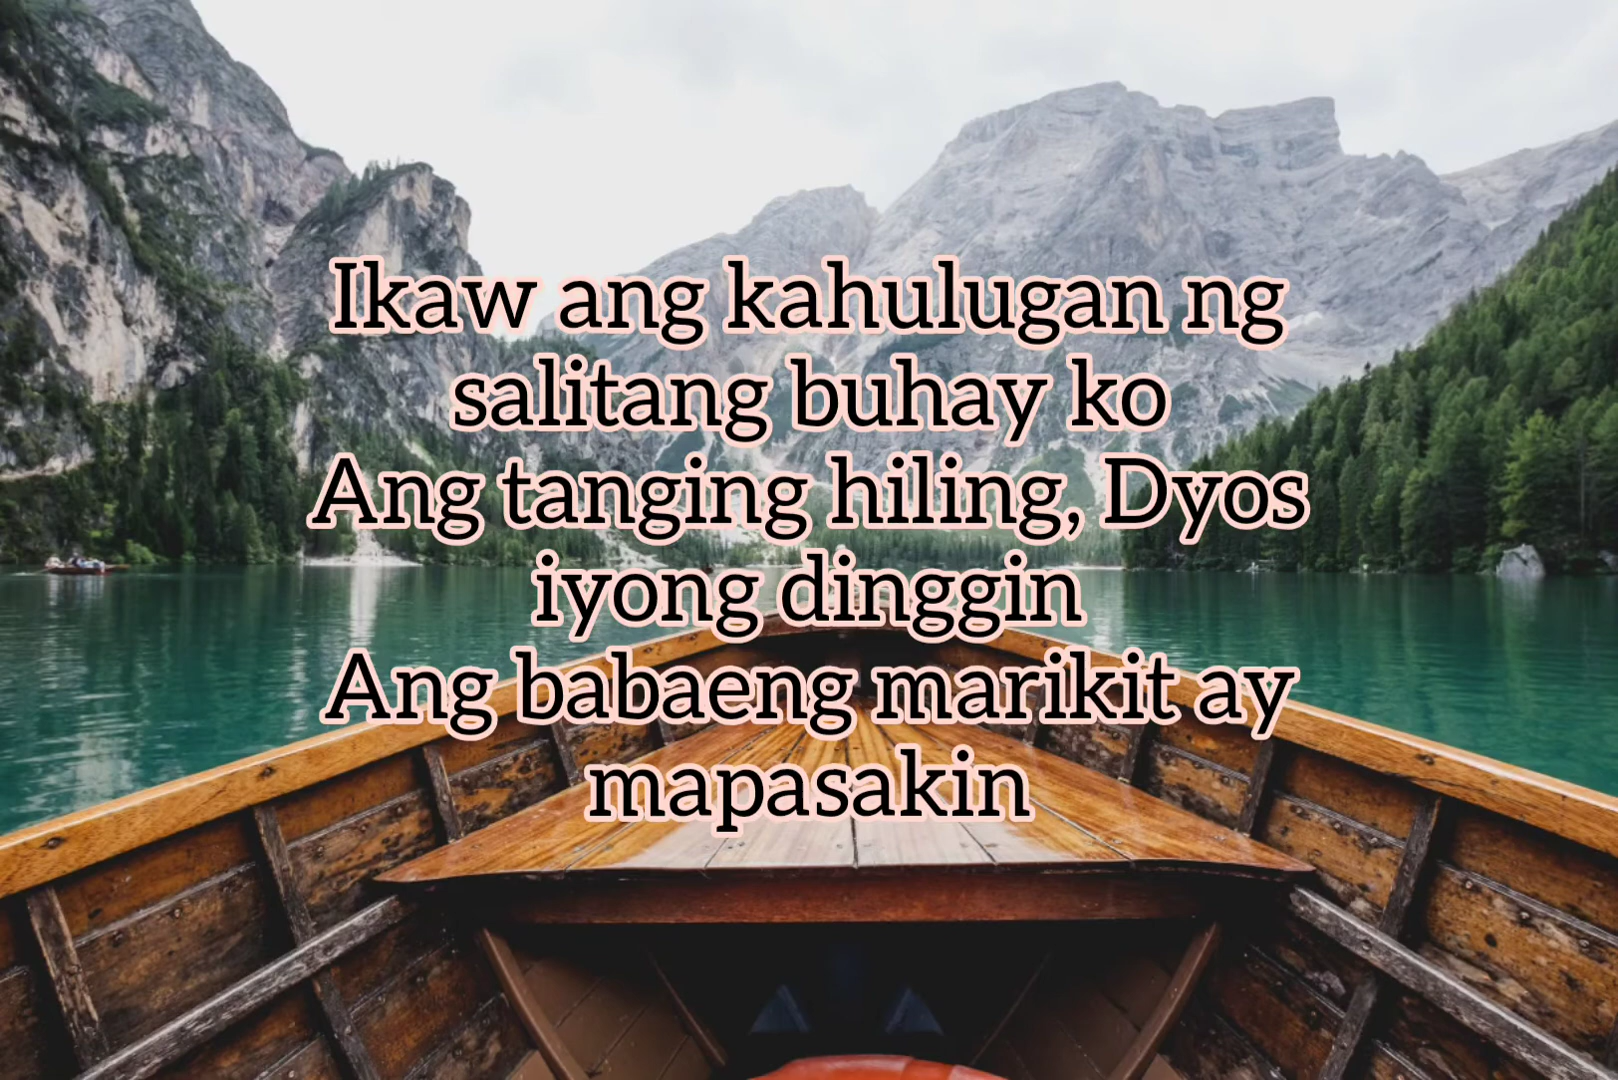 Ikaw ang kahulugan ng
salitang buhay ko
Ang tanging hiling, Dyos
iyong dinggin
Ang babaeng marikit ay
mapasakin